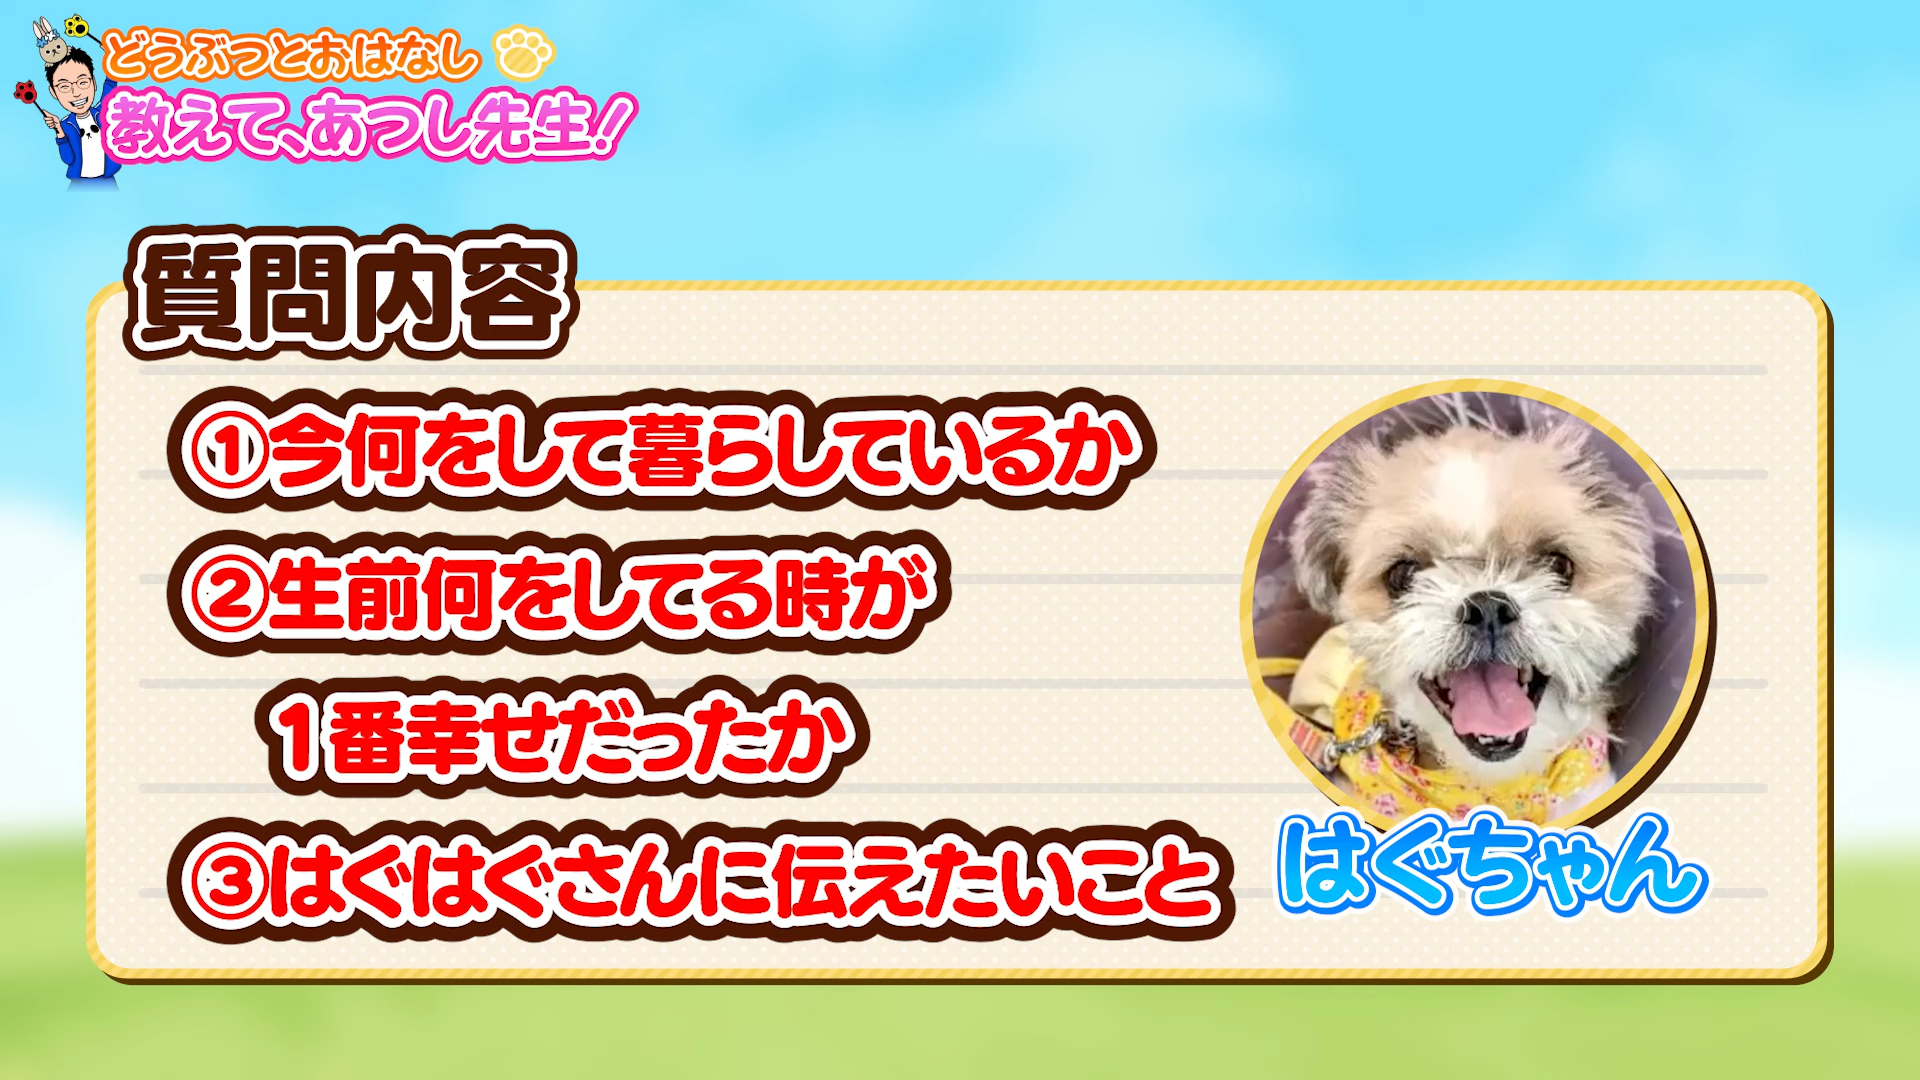 どうぶつとおはなし
教えて、あつし先生！
質問内容
①今何をして暮らしているか
②生前何をしてる時が
1番幸せだったか
③はぐはぐさんに伝えたいこと
はぐちゃん